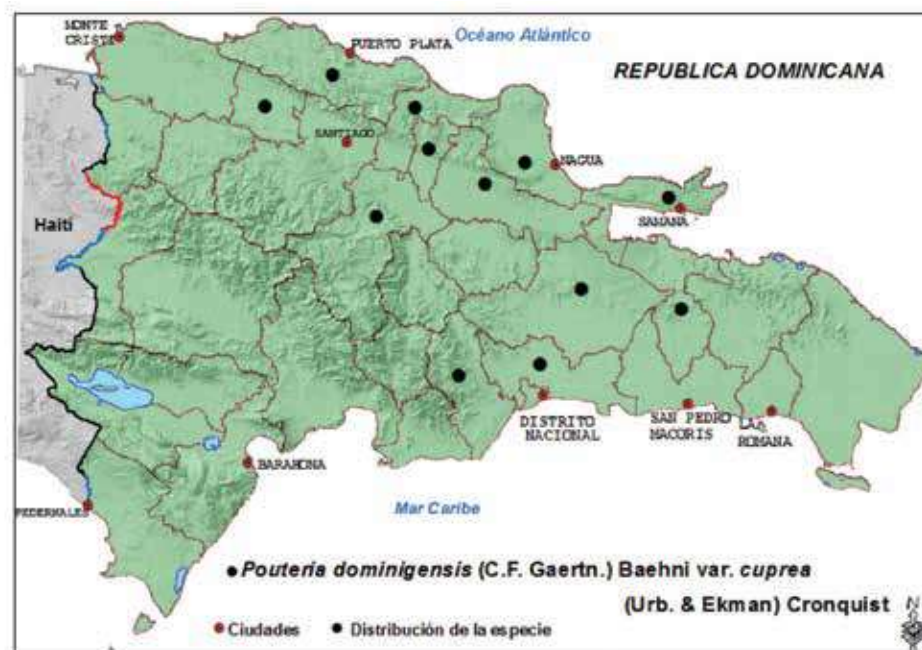 MONTE
CRISTI
PUERTO PLATA
Océano Atlántico
REPUBLICA DOMINICANA
SANTIAGO
NAGUA
SAMANA
Haiti
DISTRITO
NACIONAL
SAN PEDRO
MACORIS
LA
ROMANA
BARAHONA
PEDERNALES
Mar Caribe
Pouteria dominigensis (C.F. Gaertn.) Baehni var. cuprea
(Urb. & Ekman) Cronquist
N
Ciudades
Distribución de la especie